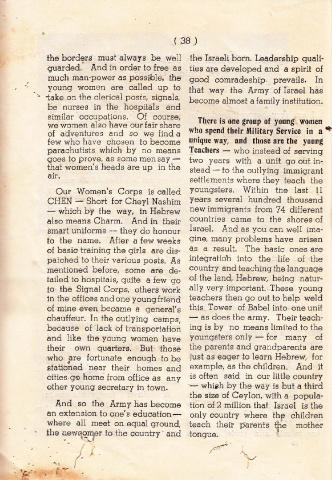 ( 38 )
the borders must always be well
guarded. And in order to free as
much man-power as possible, the
young women are called up to
take on the clerical posts, signals,
be nurses in the hospitals and
similar occupations. Of course,
we women also have our fair share
of adventures and so we find a
few who have chosen to become
parachutists which by no means
goes to prove, as some men say —
that women's heads are up in the
air.
Our Women's Corps is called
CHEN — Short for Cheyl Nashim
— which by the way, in Hebrew
also means Charm. And in their
smart uniforms — they do honour
to the name. After a few weeks
of basic training the girls are dis-
patched to their various posts. As
mentioned before, some are de-
tailed to hospitals, quite a few go
to the Signal Corps, others work
in the offices and one young friend
of mine even became a general's
chauffeur. In the outlying camps,
because of lack of transportation
and like the young women have
their own quarters. But those
who are fortunate enough to be
stationed near their homes and
cities go home from office as any
other young secretary in town.
And so the Army has become
an extension to one's education —
where all meet on equal ground,
the newcomer to the country and
the Israeli born. Leadership quali-
ties are developed and a spirit of
good comradeship prevails. In
that way the Army of Israel has
become almost a family institution.
There is one group of young women
who spend their Military Service in a
unique way, and those are the young
Teachers — who instead of serving
two years with a unit go out in-
stead — to the outlying immigrant
settlements where they teach the
youngsters. Within the last 11
years several hundred thousand
new immigrants from 74 different
countries came to the shores of
Israel. And as you can well ima-
gine, many problems have arisen
as a result. The basic ones are
integration into the life of the
country and teaching the language
of the land, Hebrew, being natur-
ally very important. These young
teachers then go out to help weld
this Tower of Babel into one unit
— as does the army. Their teach-
ing is by no means limited to the
youngsters only — for many of
the parents and grandparents are
just as eager to learn Hebrew, for
example, as the children. And it
is often said in our little country
— which by the way is but a third
the size of Ceylon, with a popula-
tion of 2 million that Israel is the
only country where the children
teach their parents the mother
tongue.